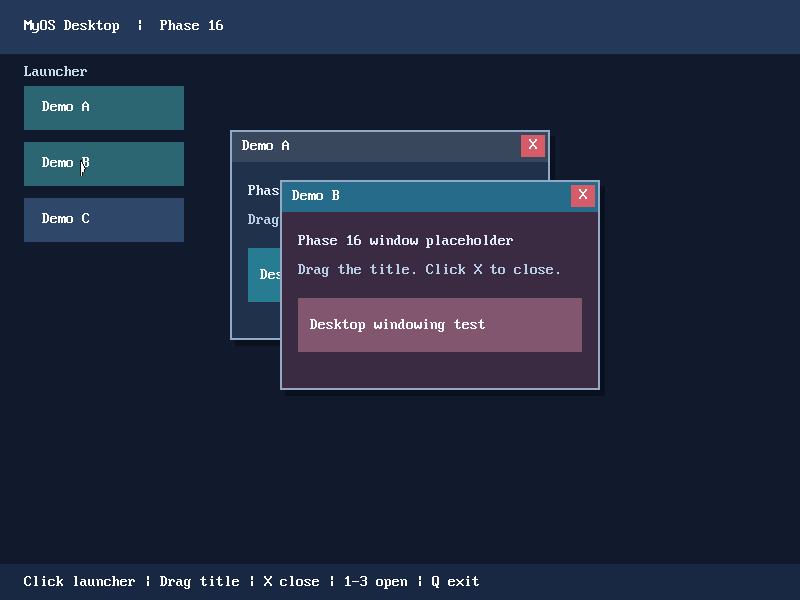 MyOS Desktop | Phase 16
Launcher
Demo A
Demo B
Demo C
Demo A X
Phas
Drag
Des
Demo B X
Phase 16 window placeholder
Drag the title. Click X to close.
Desktop windowing test
Click launcher | Drag title | X close | 1-3 open | Q exit